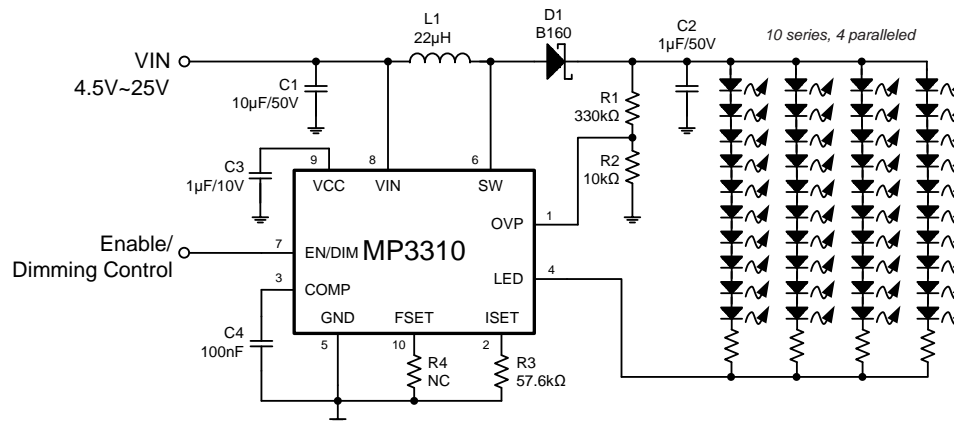 L1
22µH
D1
B160
C2
1µF/50V
10 series, 4 paralleled
VIN
4.5V~25V
C1
10µF/50V
R1
330kΩ
R2
10kΩ
C3
1µF/10V
9
8
6
VCC
VIN
SW
OVP
1
Enable/
Dimming Control
7
EN/DIM
MP3310
3
COMP
LED
4
GND
FSET
ISET
C4
100nF
5
10
2
R4
NC
R3
57.6kΩ